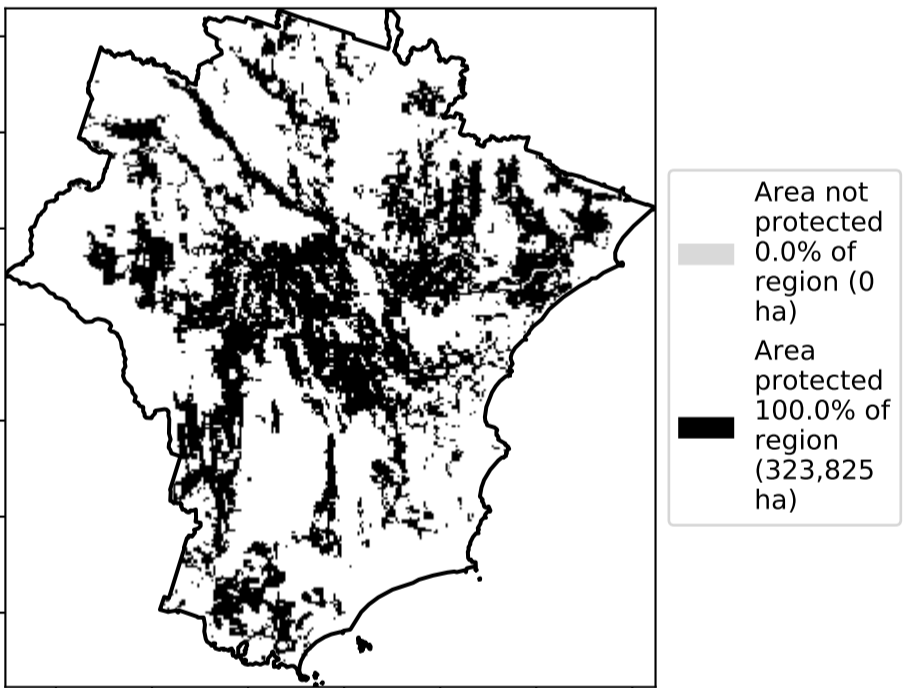 Area not
protected
0.0% of
region (0
ha)
Area
protected
100.0% of
region
(323,825
ha)